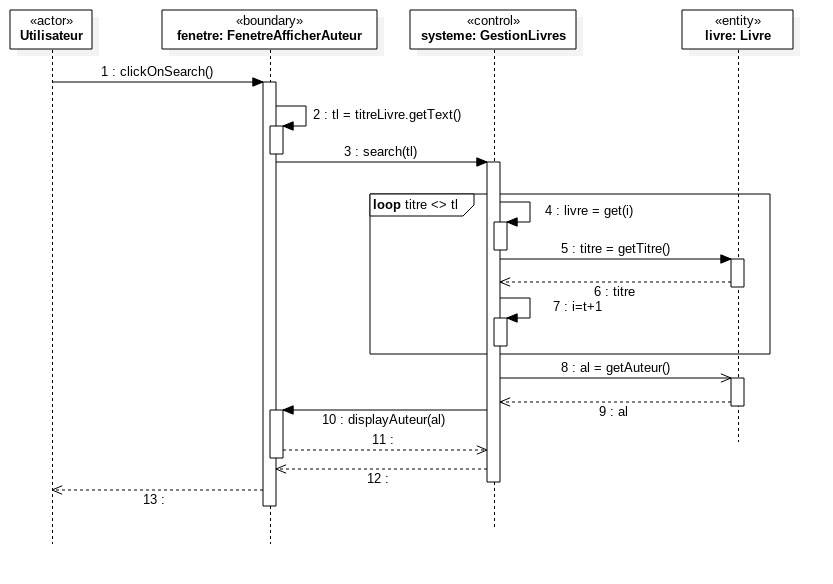 «actor»
Utilisateur
«boundary»
fenetre: FenetreAfficherAuteur
«control»
systeme: GestionLivres
«entity»
livre: Livre
1 : clickOnSearch()
2 : tl = titreLivre.getText()
3 : search(tl)
loop titre <> tl
4 : livre = get(i)
5 : titre = getTitre()
6 : titre
7 : i=t+1
8 : al = getAuteur()
9 : al
10 : displayAuteur(al)
11 :
12 :
13 :